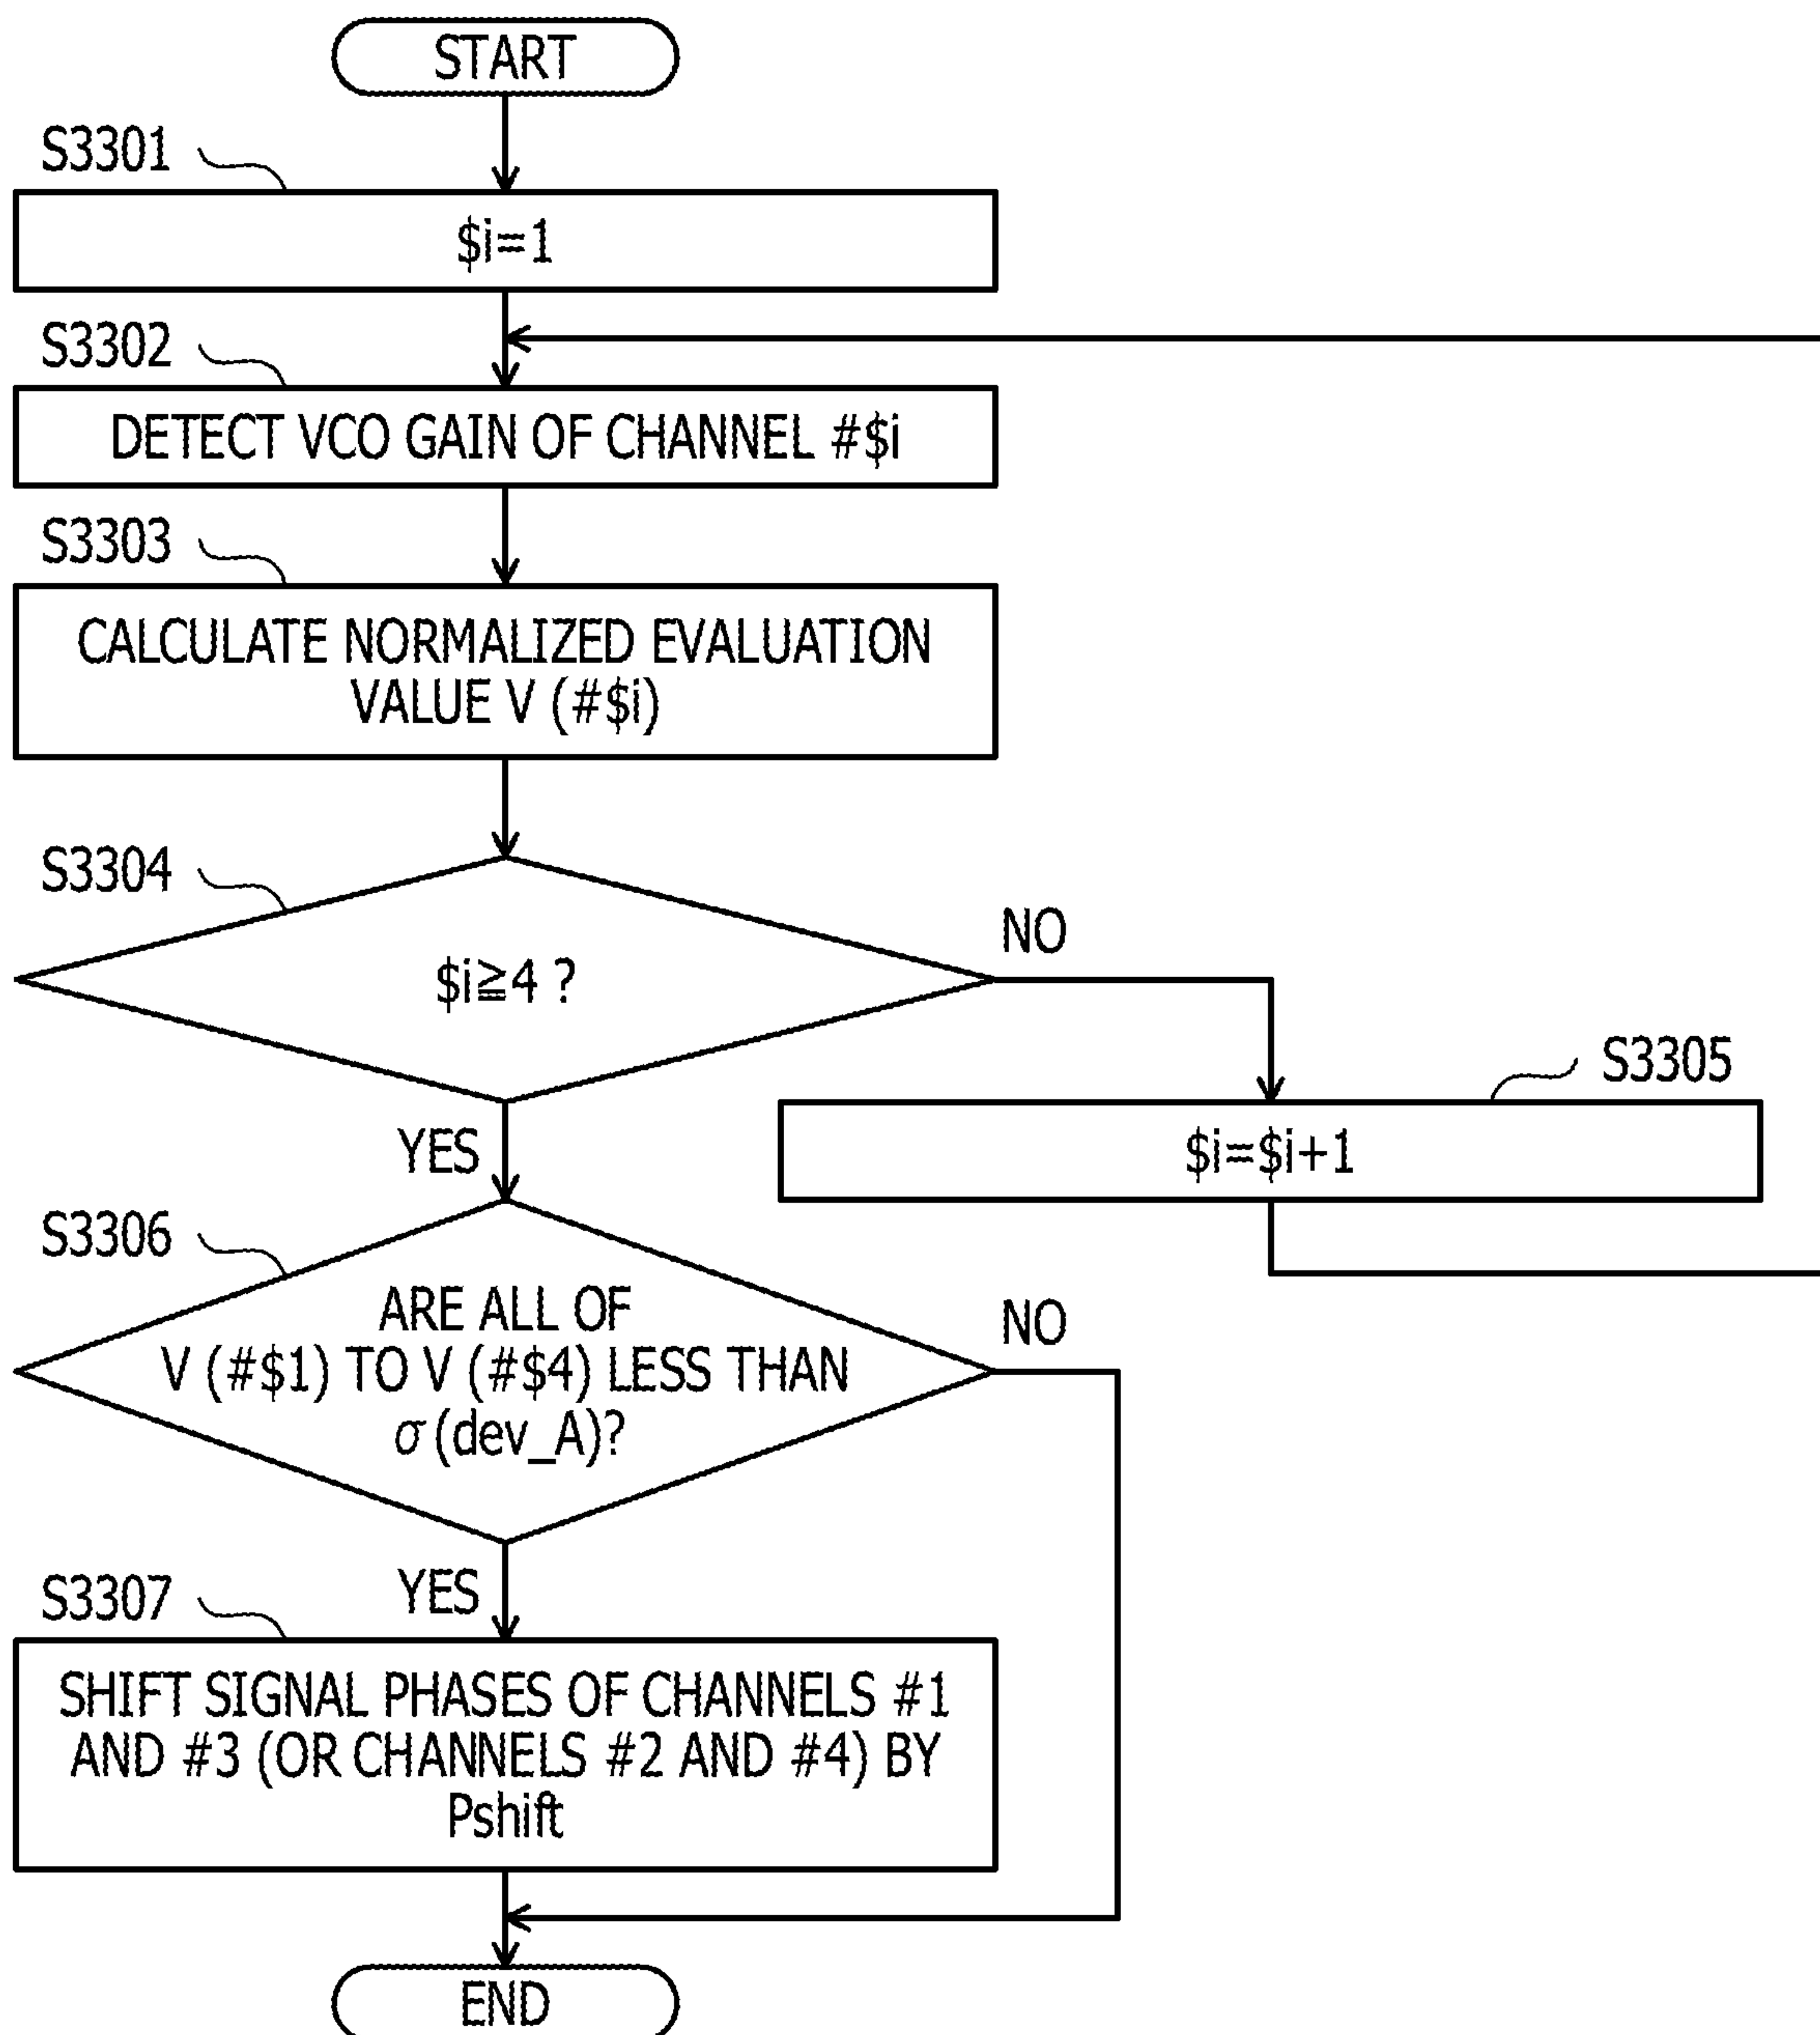 START
S3301
$i=1
S3302
DETECT VCO GAIN OF CHANNEL #$i
S3303
CALCULATE NORMALIZED EVALUATION
VALUE V (#$i)
S3304
$i≧4 ?
NO
S3305
$i=$i+1
YES
S3306
ARE ALL OF
V (#$1) TO V (#$4) LESS THAN
σ (dev_A)?
NO
YES
S3307
SHIFT SIGNAL PHASES OF CHANNELS #1
AND #3 (OR CHANNELS #2 AND #4) BY
Pshift
END